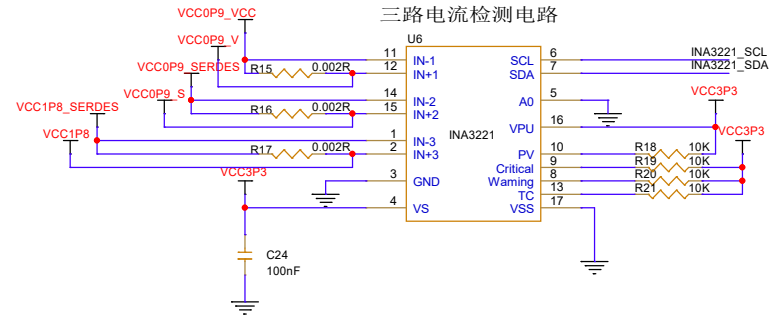 三路电流检测电路
VCC0P9_VCC
VCC0P9_V
VCC0P9_SERDES
VCC0P9_S
VCC1P8_SERDES
VCC1P8
VCC3P3
R15 0.002R
R16 0.002R
R17 0.002R
C24
100nF
U6
INA3221
11 IN-1
12 IN+1
14 IN-2
15 IN+2
1 IN-3
2 IN+3
3 GND
4 VS
SCL 6 INA3221_SCL
SDA 7 INA3221_SDA
A0 5
VPU 16
PV 10
Critical 9
Waming 8
TC 13
VSS 17
VCC3P3
VCC3P3
R18 10K
R19 10K
R20 10K
R21 10K